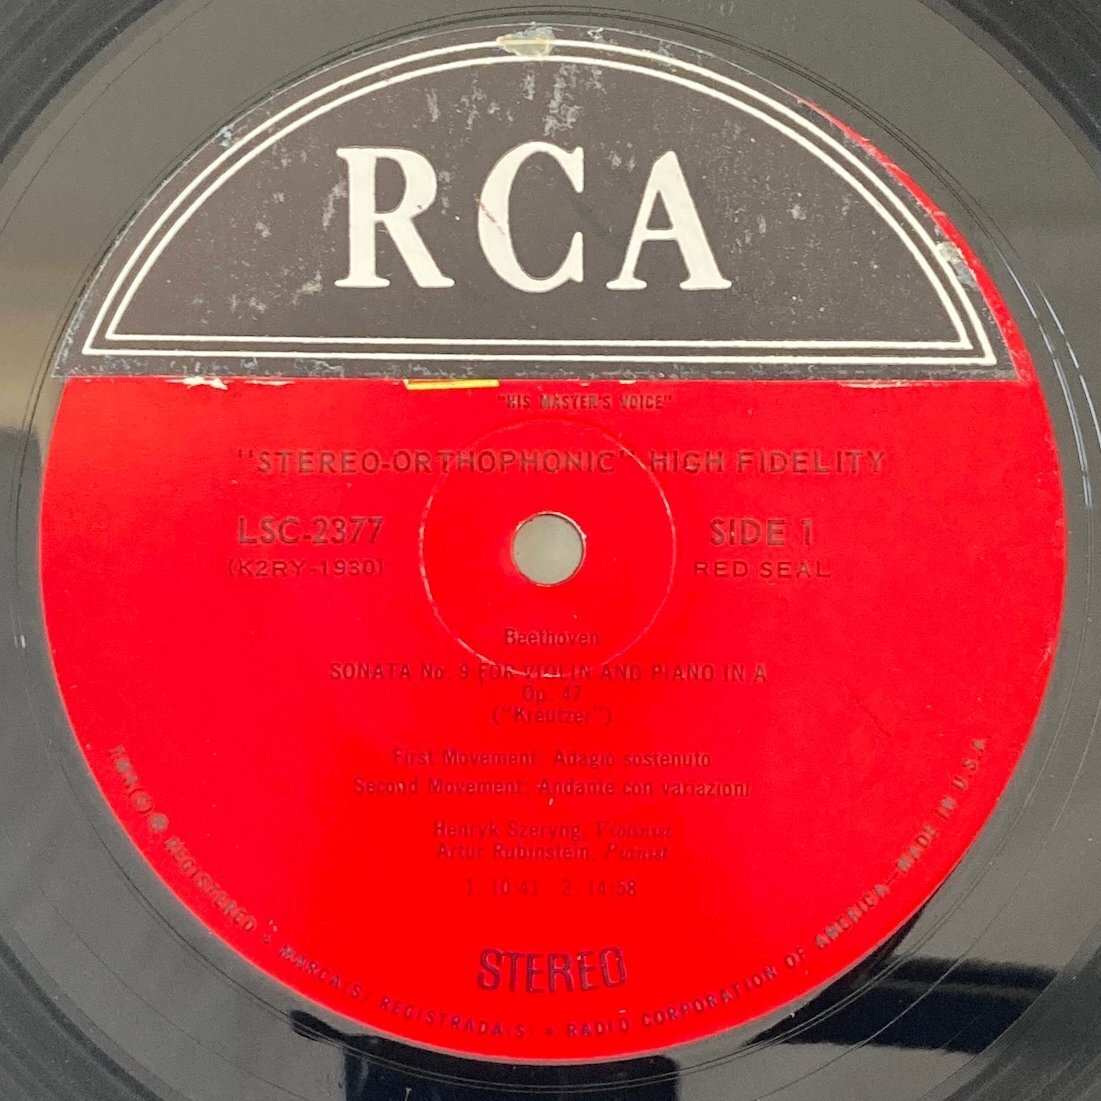 RCA
"HIS MASTER'S VOICE"
"STEREO-ORTHOPHONIC" HIGH FIDELITY
LSC-2377 SIDE 1
(K2RY-1930) RED SEAL
Beethoven
SONATA No. 9 FOR VIOLIN AND PIANO IN A
Op. 47
("Kreutzer")
First Movement: Adagio sostenuto
Second Movement: Andante con variazioni
Henryk Szeryng, Violinist
Artur Rubinstein, Pianist
1. 10:41 2. 14:58
STEREO
TMK(s) ® REGISTERED • MARCA(S) REGISTRADA(S) • RADIO CORPORATION OF AMERICA—MADE IN U.S.A